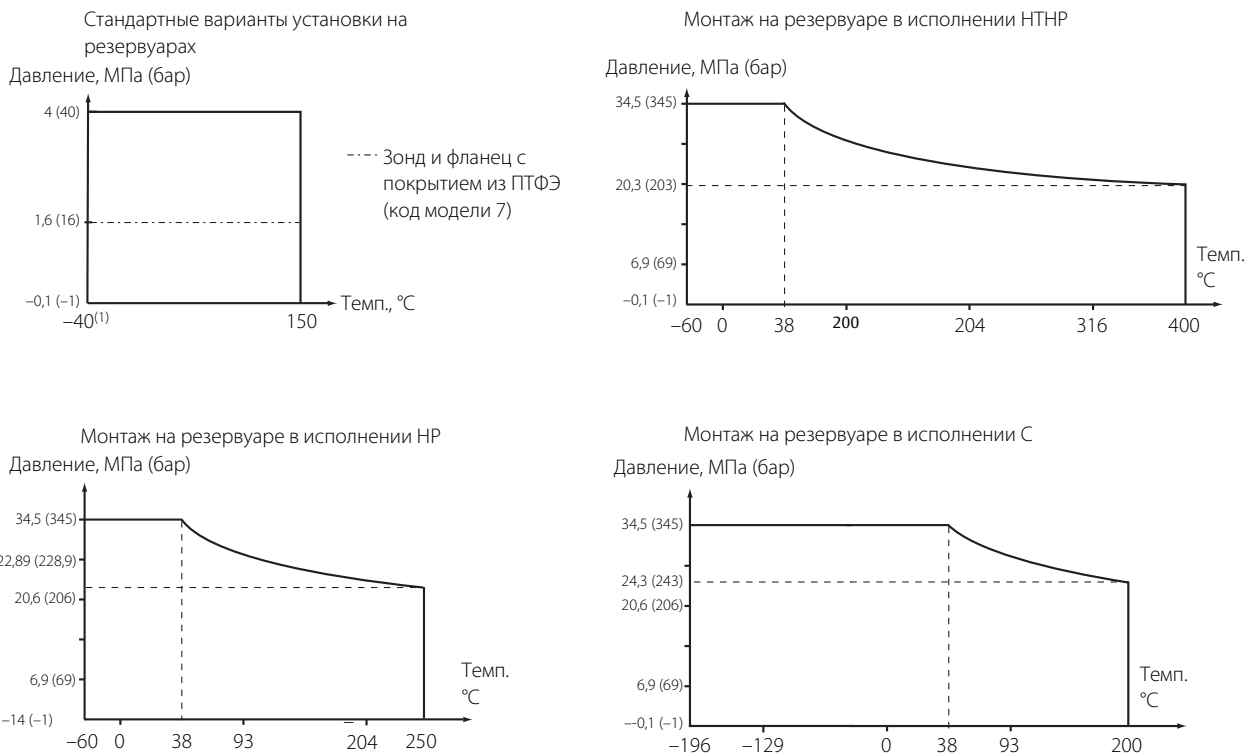 Стандартные варианты установки на
резервуарах
Давление, МПа (бар)
4 (40)
1,6 (16)
–0,1 (–1)
–40(1)
150
Темп., °C
Зонд и фланец с
покрытием из ПТФЭ
(код модели 7)
Монтаж на резервуаре в исполнении HTHP
Давление, МПа (бар)
34,5 (345)
20,3 (203)
6,9 (69)
–0,1 (–1)
–60 0 38 200 204 316 400
Темп.
°C
Монтаж на резервуаре в исполнении HP
Давление, МПа (бар)
34,5 (345)
22,89 (228,9)
20,6 (206)
6,9 (69)
–14 (–1)
–60 0 38 93 204 250
Темп.
°C
Монтаж на резервуаре в исполнении C
Давление, МПа (бар)
34,5 (345)
24,3 (243)
20,6 (206)
6,9 (69)
–-0,1 (–1)
–196 –129 0 38 93 200
Темп.
°C